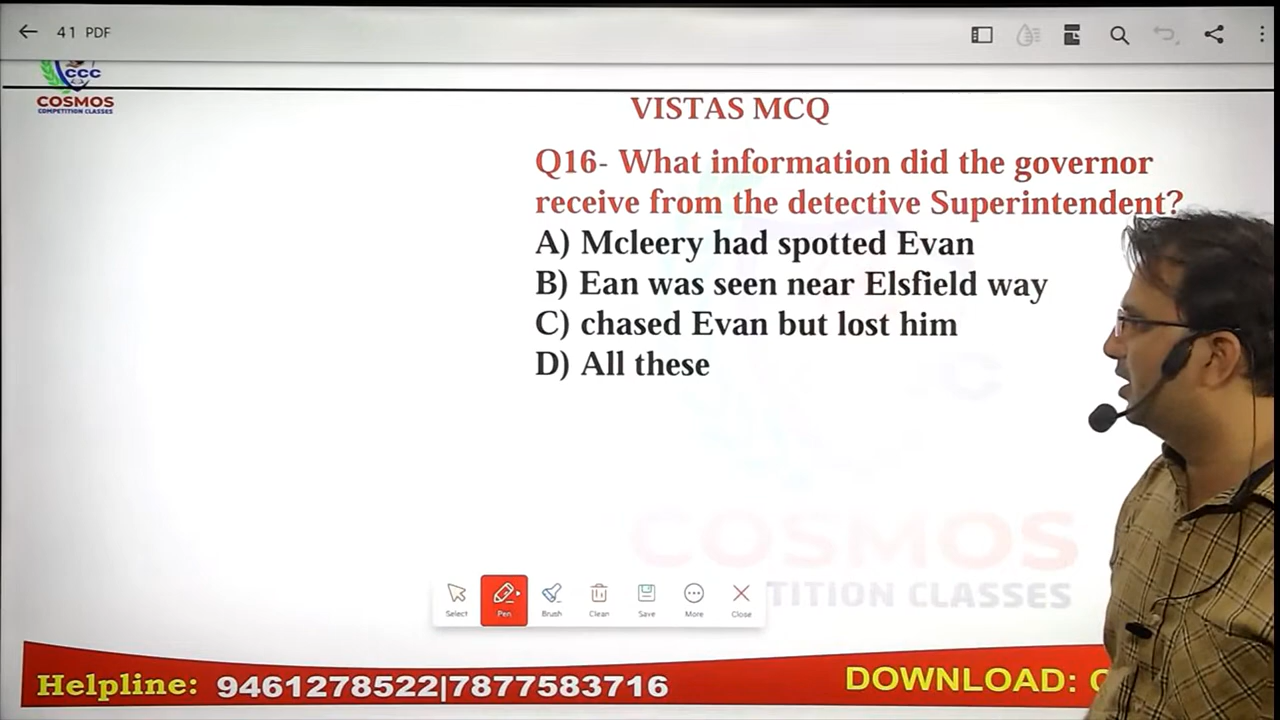 41 PDF
CCC
COSMOS
COMPETITION CLASSES
VISTAS MCQ
Q16- What information did the governor
receive from the detective Superintendent?
A) Mcleery had spotted Evan
B) Ean was seen near Elsfield way
C) chased Evan but lost him
D) All these
COSMOS
TITION CLASSES
Select Pen Brush Clean Save More Close
Helpline: 9461278522|7877583716
DOWNLOAD: